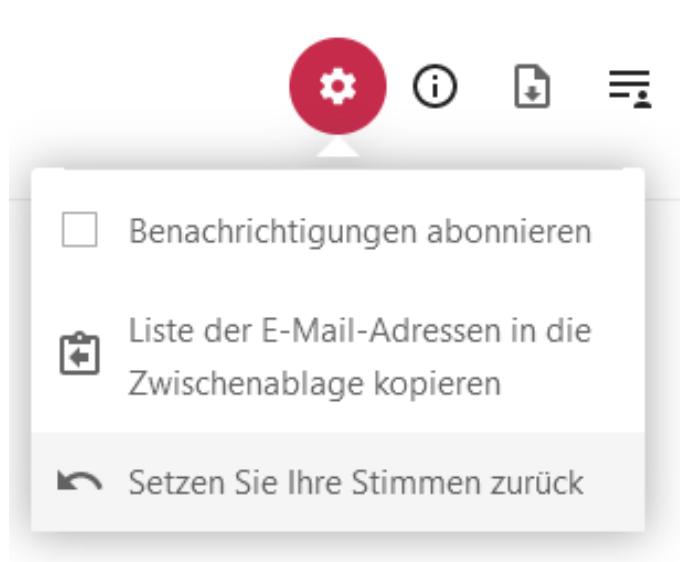 Benachrichtigungen abonnieren
Liste der E-Mail-Adressen in die
Zwischenablage kopieren
Setzen Sie Ihre Stimmen zurück